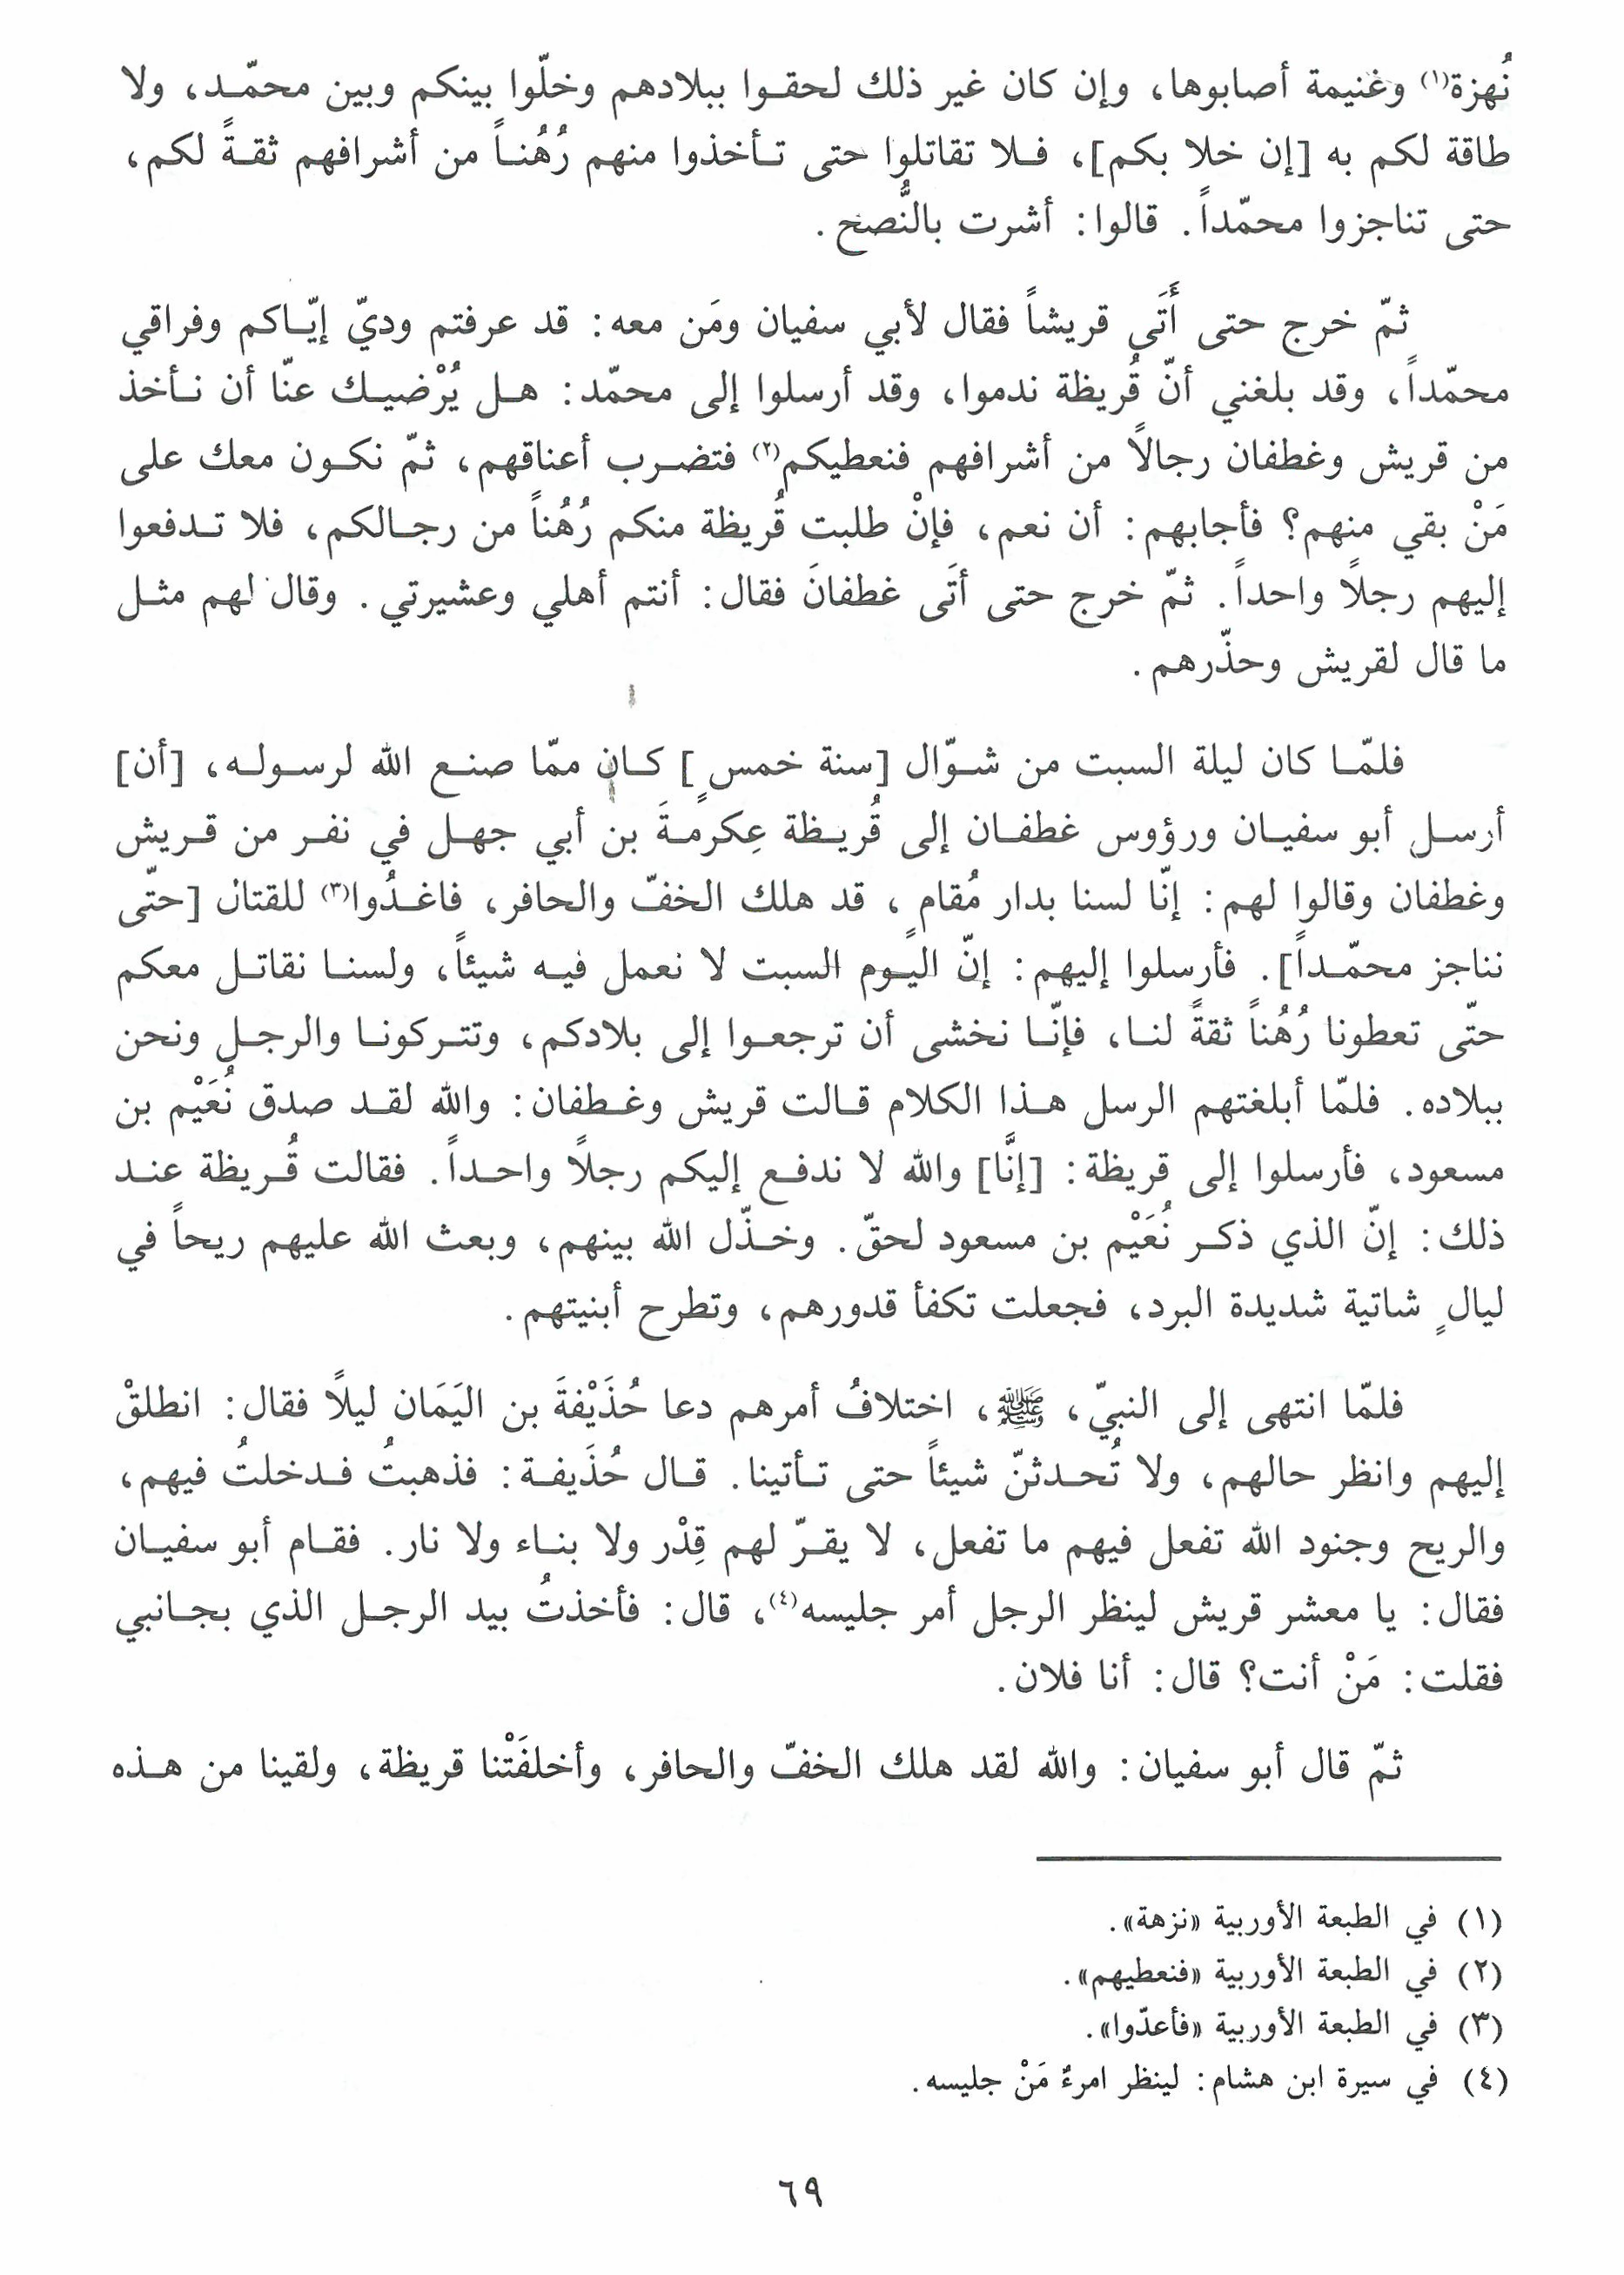 نُهزة(١) وغنيمة أصابوها، وإن كان غير ذلك لحقوا ببلادهم وخلّوا بينكم وبين محمّد، ولا
طاقة لكم به [إن خلا بكم]، فلا تقاتلوا حتى تأخذوا منهم رُهُناً من أشرافهم ثقةً لكم،
حتى تناجزوا محمّداً. قالوا: أشرت بالنُّصح.
ثمّ خرج حتى أَتَى قريشاً فقال لأبي سفيان ومَن معه: قد عرفتم وديّ إيّاكم وفراقي
محمّداً، وقد بلغني أنّ قُريظة ندموا، وقد أرسلوا إلى محمّد: هل يُرْضيك عنّا أن نأخذ
من قريش وغطفان رجالاً من أشرافهم فنعطيكم(٢) فتضرب أعناقهم، ثمّ نكون معك على
مَنْ بقي منهم؟ فأجابهم: أن نعم، فإنْ طلبت قُريظة منكم رُهُناً من رجالكم، فلا تدفعوا
إليهم رجلاً واحداً. ثمّ خرج حتى أتَى غطفانَ فقال: أنتم أهلي وعشيرتي. وقال لهم مثل
ما قال لقريش وحذّرهم.
فلمّا كان ليلة السبت من شوّال [سنة خمسٍ] كان ممّا صنع الله لرسوله، [أن]
أرسل أبو سفيان ورؤوس غطفان إلى قُريظة عِكرمةَ بن أبي جهل في نفر من قريش
وغطفان وقالوا لهم: إنّا لسنا بدار مُقامٍ، قد هلك الخفّ والحافر، فاغدُوا(٣) للقتال [حتّى
نناجز محمّداً]. فأرسلوا إليهم: إنّ اليوم السبت لا نعمل فيه شيئاً، ولسنا نقاتل معكم
حتّى تعطونا رُهُناً ثقةً لنا، فإنّا نخشى أن ترجعوا إلى بلادكم، وتتركونا والرجل ونحن
ببلاده. فلمّا أبلغتهم الرسل هذا الكلام قالت قريش وغطفان: والله لقد صدق نُعَيْم بن
مسعود، فأرسلوا إلى قريظة: [إنَّا] والله لا ندفع إليكم رجلاً واحداً. فقالت قُريظة عند
ذلك: إنّ الذي ذكر نُعَيْم بن مسعود لحقّ. وخذّل الله بينهم، وبعث الله عليهم ريحاً في
ليالٍ شاتية شديدة البرد، فجعلت تكفأ قدورهم، وتطرح أبنيتهم.
فلمّا انتهى إلى النبيّ، ﷺ، اختلافُ أمرهم دعا حُذَيْفةَ بن اليَمَان ليلاً فقال: انطلقْ
إليهم وانظر حالهم، ولا تُحدثنّ شيئاً حتى تأتينا. قال حُذَيفة: فذهبتُ فدخلتُ فيهم،
والريح وجنود الله تفعل فيهم ما تفعل، لا يقرّ لهم قِدْر ولا بناء ولا نار. فقام أبو سفيان
فقال: يا معشر قريش لينظر الرجل أمر جليسه(٤)، قال: فأخذتُ بيد الرجل الذي بجانبي
فقلت: مَنْ أنت؟ قال: أنا فلان.
ثمّ قال أبو سفيان: والله لقد هلك الخفّ والحافر، وأخلفَتْنا قريظة، ولقينا من هذه
(١) في الطبعة الأوربية «نزهة».
(٢) في الطبعة الأوربية «فنعطيهم».
(٣) في الطبعة الأوربية «فأعدّوا».
(٤) في سيرة ابن هشام: لينظر امرءٌ مَنْ جليسه.
٦٩